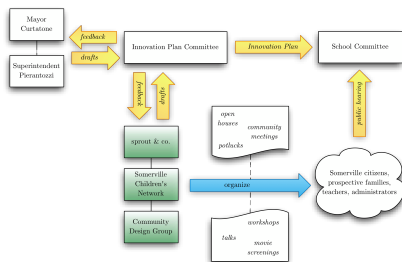 Mayor
Curtatone
feedback
Innovation Plan Committee
Innovation Plan
School Committee
drafts
Superintendent
Pierantozzi
feedback
drafts
public hearing
open
houses
community
meetings
potlucks
sprout & co.
Somerville
Children's
Network
organize
Somerville citizens,
prospective families,
teachers, administrators
Community
Design Group
workshops
talks
movie
screenings